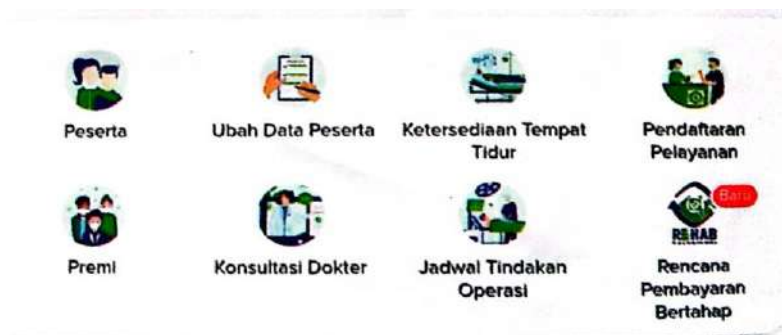 Peserta
Ubah Data Peserta
Ketersediaan Tempat
Tidur
Pendaftaran
Pelayanan
Premi
Konsultasi Dokter
Jadwal Tindakan
Operasi
Baru
REHAB
Rencana
Pembayaran
Bertahap